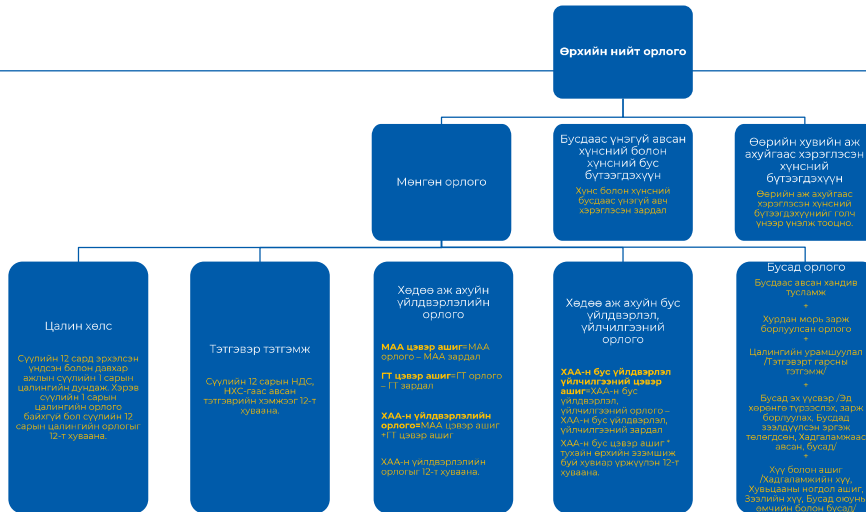 Өрхийн нийт орлого
Мөнгөн орлого
Бусдаас үнэгүй авсан
хүнсний болон
хүнсний бус
бүтээгдэхүүн
Хүнс болон хүнсний
бусдаас үнэгүй авч
хэрэглэсэн зардал
Өөрийн хувийн аж
ахуйгаас хэрэглэсэн
хүнсний
бүтээгдэхүүн
Өөрийн аж ахуйгаас
хэрэглэсэн хүнсний
бүтээгдэхүүнийг голч
үнээр үнэлж тооцно.
Цалин хөлс
Сүүлийн 12 сард эрхэлсэн
үндсэн болон давхар
ажлын сүүлийн 1 сарын
цалингийн дундаж. Хэрэв
сүүлийн 1 сарын
цалингийн орлого
байхгүй бол сүүлийн 12
сарын цалингийн орлогыг
12-т хуваана.
Тэтгэвэр тэтгэмж
Сүүлийн 12 сарын НДС,
НХС-гаас авсан
тэтгэврийн хэмжээг 12-т
хуваана.
Хөдөө аж ахуйн
үйлдвэрлэлийн
орлого
МАА цэвэр ашиг=МАА
орлого – МАА зардал
ГТ цэвэр ашиг=ГТ орлого
– ГТ зардал
ХАА-н үйлдвэрлэлийн
орлого=МАА цэвэр ашиг
+ГТ цэвэр ашиг
ХАА-н үйлдвэрлэлийн
орлогыг 12-т хуваана.
Хөдөө аж ахуйн бус
үйлдвэрлэл,
үйлчилгээний
орлого
ХАА-н бус үйлдвэрлэл
үйлчилгээний цэвэр
ашиг=ХАА-н бус
үйлдвэрлэл,
үйлчилгээний орлого –
ХАА-н бус үйлдвэрлэл,
үйлчилгээний зардал
ХАА-н бус цэвэр ашиг *
тухайн өрхийн эзэмшиж
буй хувиар үржүүлэн 12-т
хуваана.
Бусад орлого
Бусдаас авсан хандив
тусламж
+
Хурдан морь зарж
борлуулсан орлого
+
Цалингийн урамшуулал
/Тэтгэвэрт гарсны
тэтгэмж/
+
Бусад эх үүсвэр /Эд
хөрөнгө түрээслэх, зарж
борлуулах, Бусдад
зээлдүүлсэн эргэж
төлөгдсөн, Хадгаламжаас
авсан, бусад/
+
Хүү болон ашиг
/Хадгаламжийн хүү,
Хувьцааны ногдол ашиг,
Зээлийн хүү, Бусад оюуны
өмчийн болон бусад/